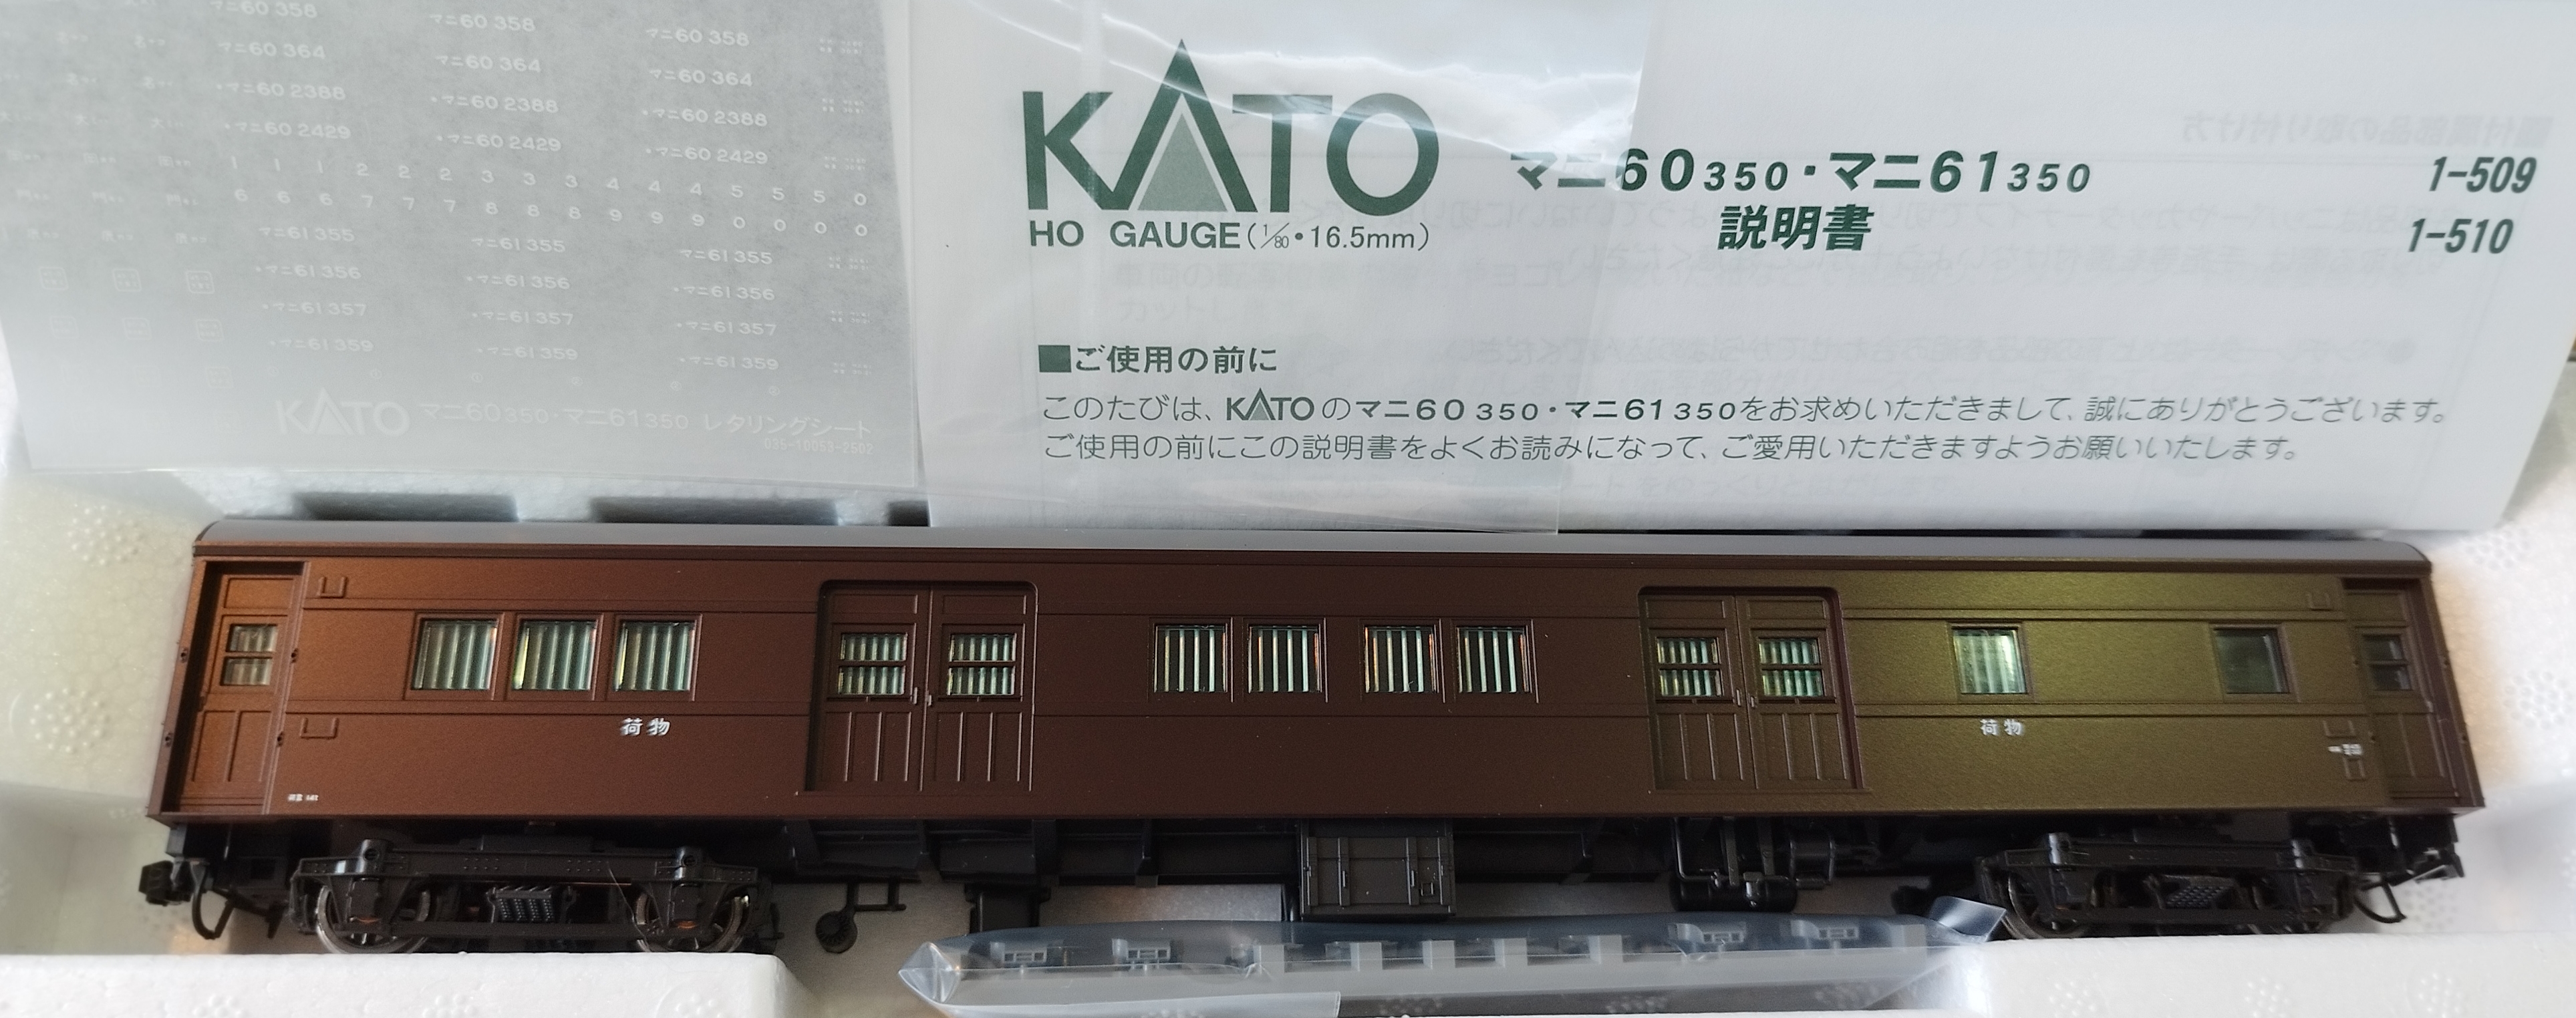 マニ60 358 マニ60 358 マニ60 358
マニ60 364 マニ60 364 マニ60 364
・マニ60 2388 ・マニ60 2388 ・マニ60 2388
・マニ60 2429 ・マニ60 2429 ・マニ60 2429
1 1 1 2 2 2 3 3 3 4 4 4 5 5 5 0
6 6 6 7 7 7 8 8 8 9 9 9 0 0 0 0
マニ61 355 マニ61 355 マニ61 355
・マニ61 356 ・マニ61 356 ・マニ61 356
・マニ61 357 ・マニ61 357 ・マニ61 357
・マニ61 359 ・マニ61 359 ・マニ61 359
KATO マニ60 350・マニ61 350 レタリングシート
035-10053-2502
KATO
HO GAUGE(1/80・16.5mm)
マニ60 350・マニ61 350
説明書
1-509
1-510
■ご使用の前に
このたびは、KATOのマニ60 350・マニ61 350をお求めいただきまして、誠にありがとうございます。
ご使用の前にこの説明書をよくお読みになって、ご愛用いただきますようお願いいたします。
荷物
荷物